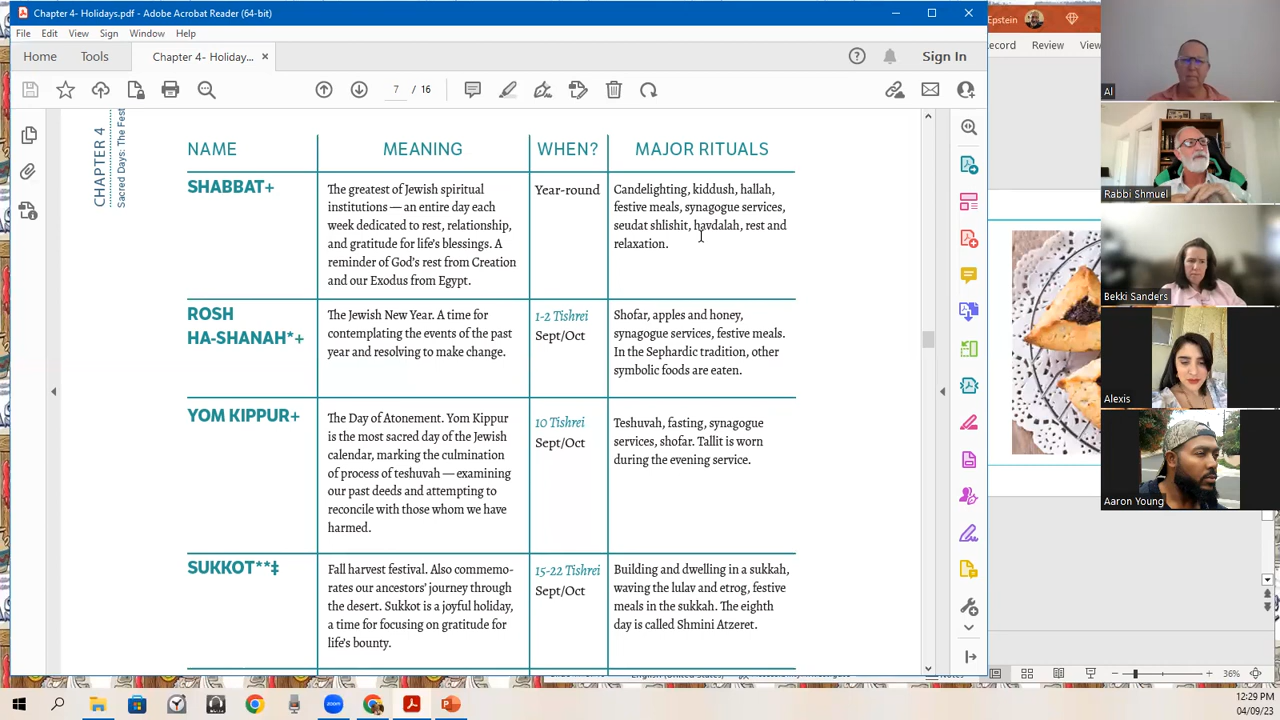 Chapter 4- Holidays.pdf - Adobe Acrobat Reader (64-bit)
File Edit View Sign Window Help
Home Tools Chapter 4- Holiday... × Sign In
7 / 16
CHAPTER 4
Sacred Days: The Fest
NAME MEANING WHEN? MAJOR RITUALS
SHABBAT+
The greatest of Jewish spiritual
institutions — an entire day each
week dedicated to rest, relationship,
and gratitude for life's blessings. A
reminder of God's rest from Creation
and our Exodus from Egypt.
Year-round
Candelighting, kiddush, hallah,
festive meals, synagogue services,
seudat shlishit, havdalah, rest and
relaxation.
ROSH
HA-SHANAH*+
The Jewish New Year. A time for
contemplating the events of the past
year and resolving to make change.
1-2 Tishrei
Sept/Oct
Shofar, apples and honey,
synagogue services, festive meals.
In the Sephardic tradition, other
symbolic foods are eaten.
YOM KIPPUR+
The Day of Atonement. Yom Kippur
is the most sacred day of the Jewish
calendar, marking the culmination
of process of teshuvah — examining
our past deeds and attempting to
reconcile with those whom we have
harmed.
10 Tishrei
Sept/Oct
Teshuvah, fasting, synagogue
services, shofar. Tallit is worn
during the evening service.
SUKKOT**‡
Fall harvest festival. Also commemo-
rates our ancestors' journey through
the desert. Sukkot is a joyful holiday,
a time for focusing on gratitude for
life's bounty.
15-22 Tishrei
Sept/Oct
Building and dwelling in a sukkah,
waving the lulav and etrog, festive
meals in the sukkah. The eighth
day is called Shmini Atzeret.
Epstein
ecord Review View
Al
Rabbi Shmuel
Bekki Sanders
Alexis
Aaron Young
36%
12:29 PM
04/09/23